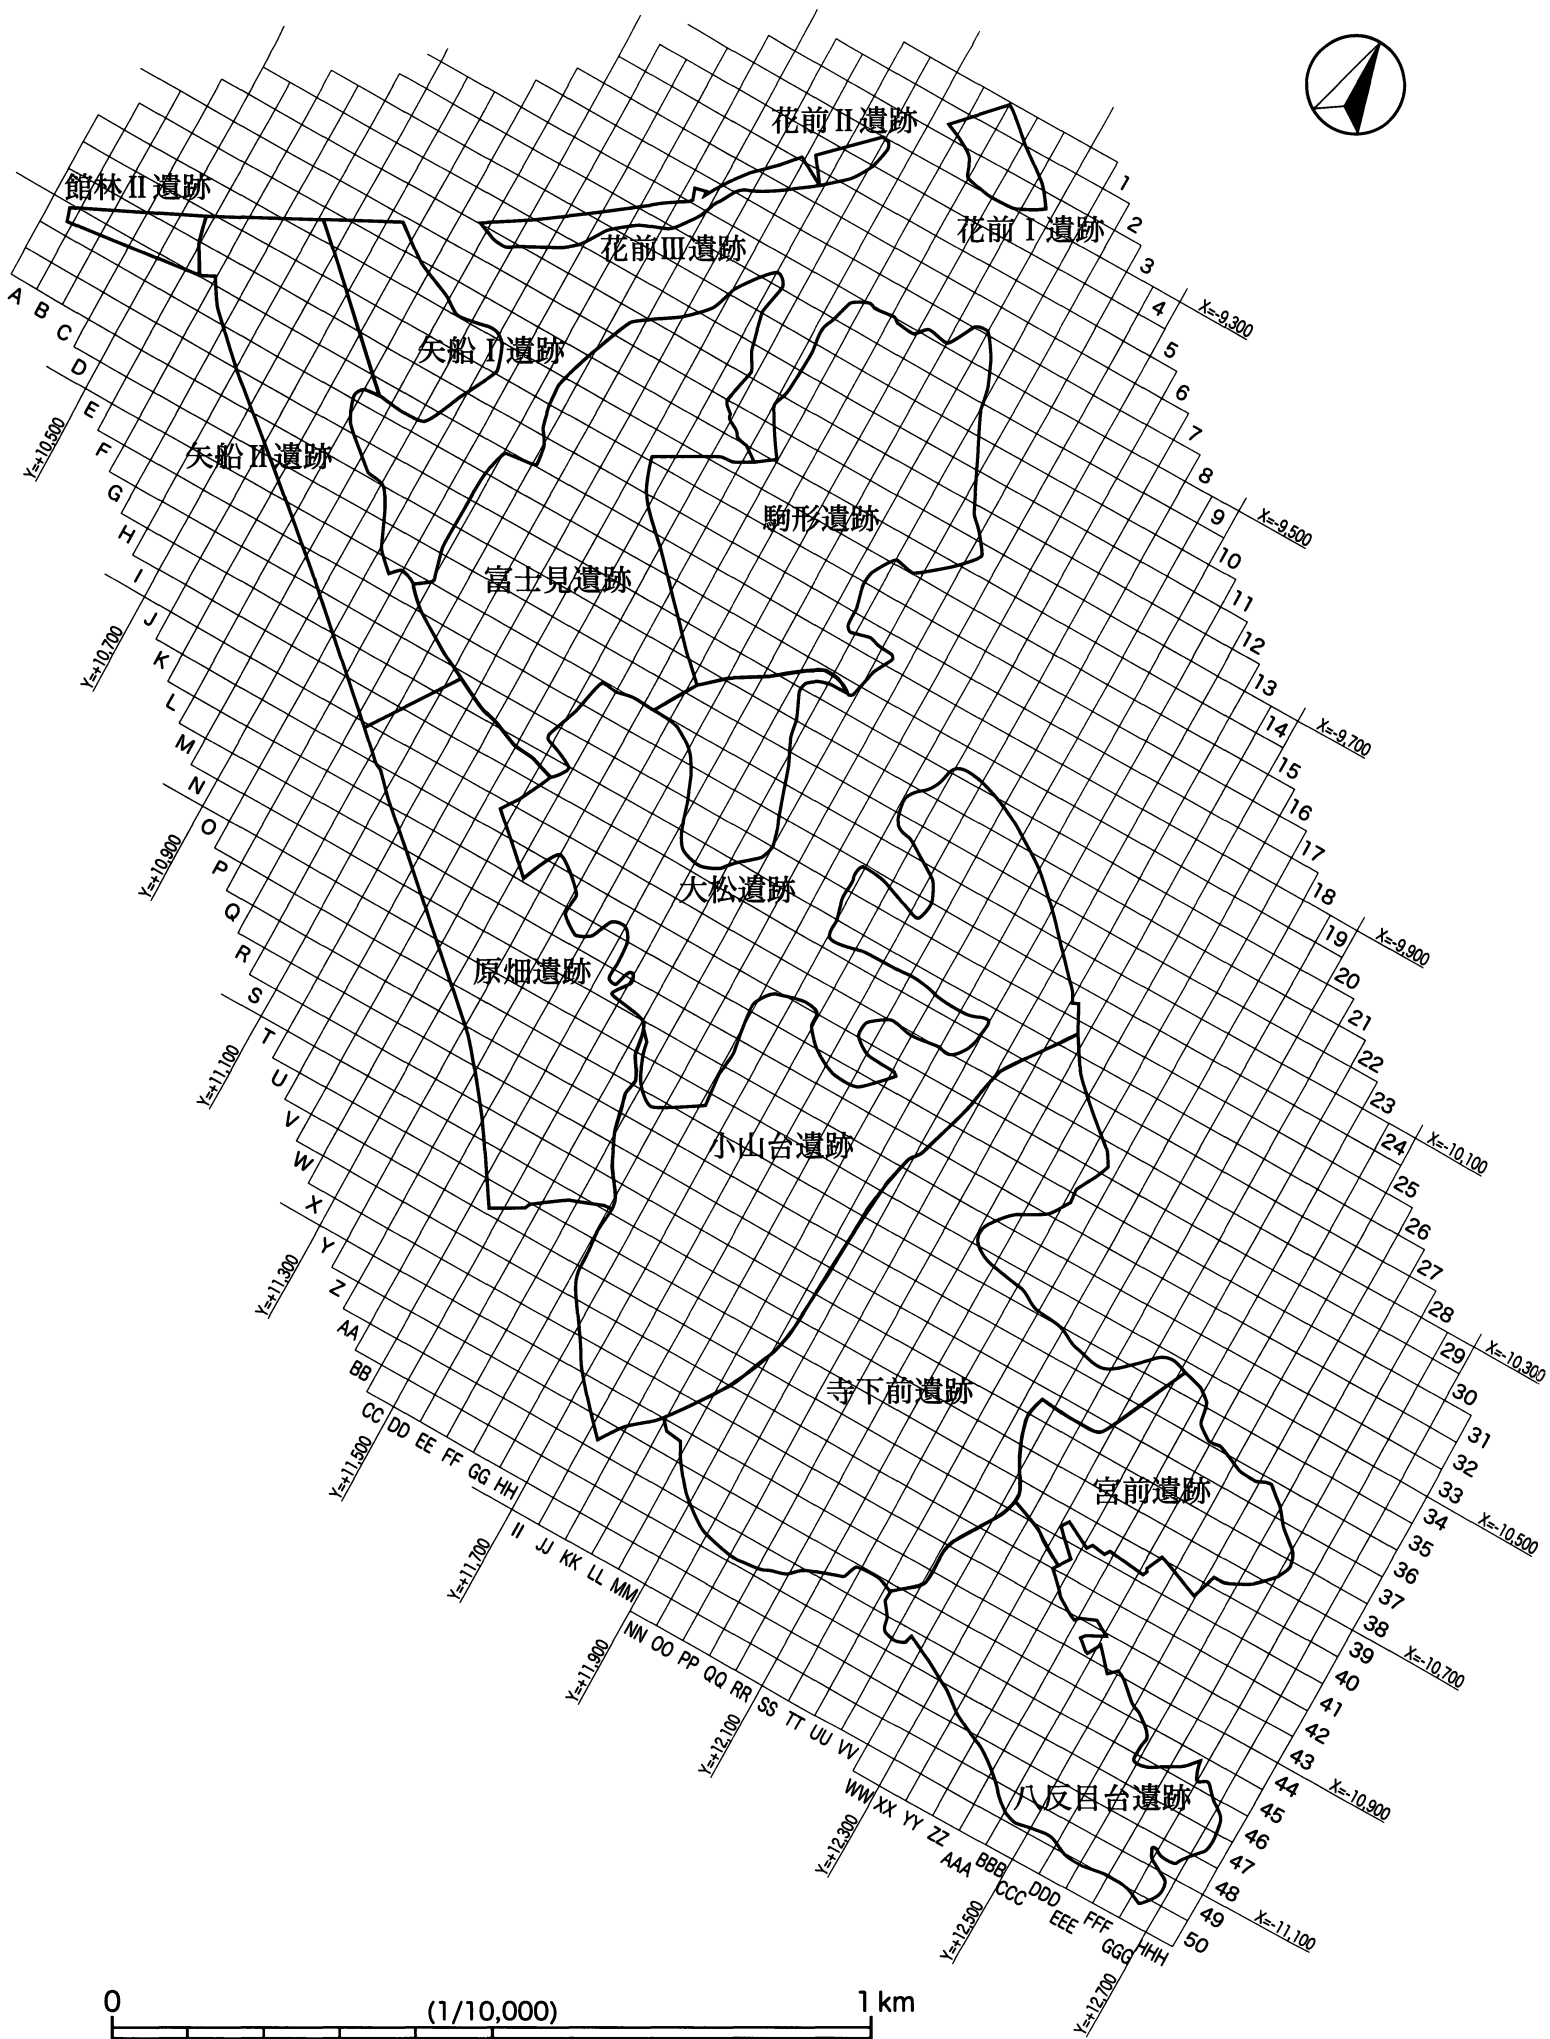 花前Ⅱ遺跡
館林Ⅱ遺跡
花前Ⅰ遺跡
花前Ⅲ遺跡
矢船Ⅰ遺跡
矢船Ⅱ遺跡
駒形遺跡
富士見遺跡
大松遺跡
原畑遺跡
小山台遺跡
寺下前遺跡
宮前遺跡
八反目台遺跡
1
2
3
4
5
6
7
8
9
10
11
12
13
14
15
16
17
18
19
20
21
22
23
24
25
26
27
28
29
30
31
32
33
34
35
36
37
38
39
40
41
42
43
44
45
46
47
48
49
50
X=-9,300
X=-9,500
X=-9,700
X=-9,900
X=-10,100
X=-10,300
X=-10,500
X=-10,700
X=-10,900
X=-11,100
A
B
C
D
E
F
G
H
I
J
K
L
M
N
O
P
Q
R
S
T
U
V
W
X
Y
Z
AA
BB
CC
DD
EE
FF
GG
HH
II
JJ
KK
LL
MM
NN
OO
PP
QQ
RR
SS
TT
UU
VV
WW
XX
YY
ZZ
AAA
BBB
CCC
DDD
EEE
FFF
GGG
HHH
Y=+10,500
Y=+10,700
Y=+10,900
Y=+11,100
Y=+11,300
Y=+11,500
Y=+11,700
Y=+11,900
Y=+12,100
Y=+12,300
Y=+12,500
Y=+12,700
0 (1/10,000) 1 km